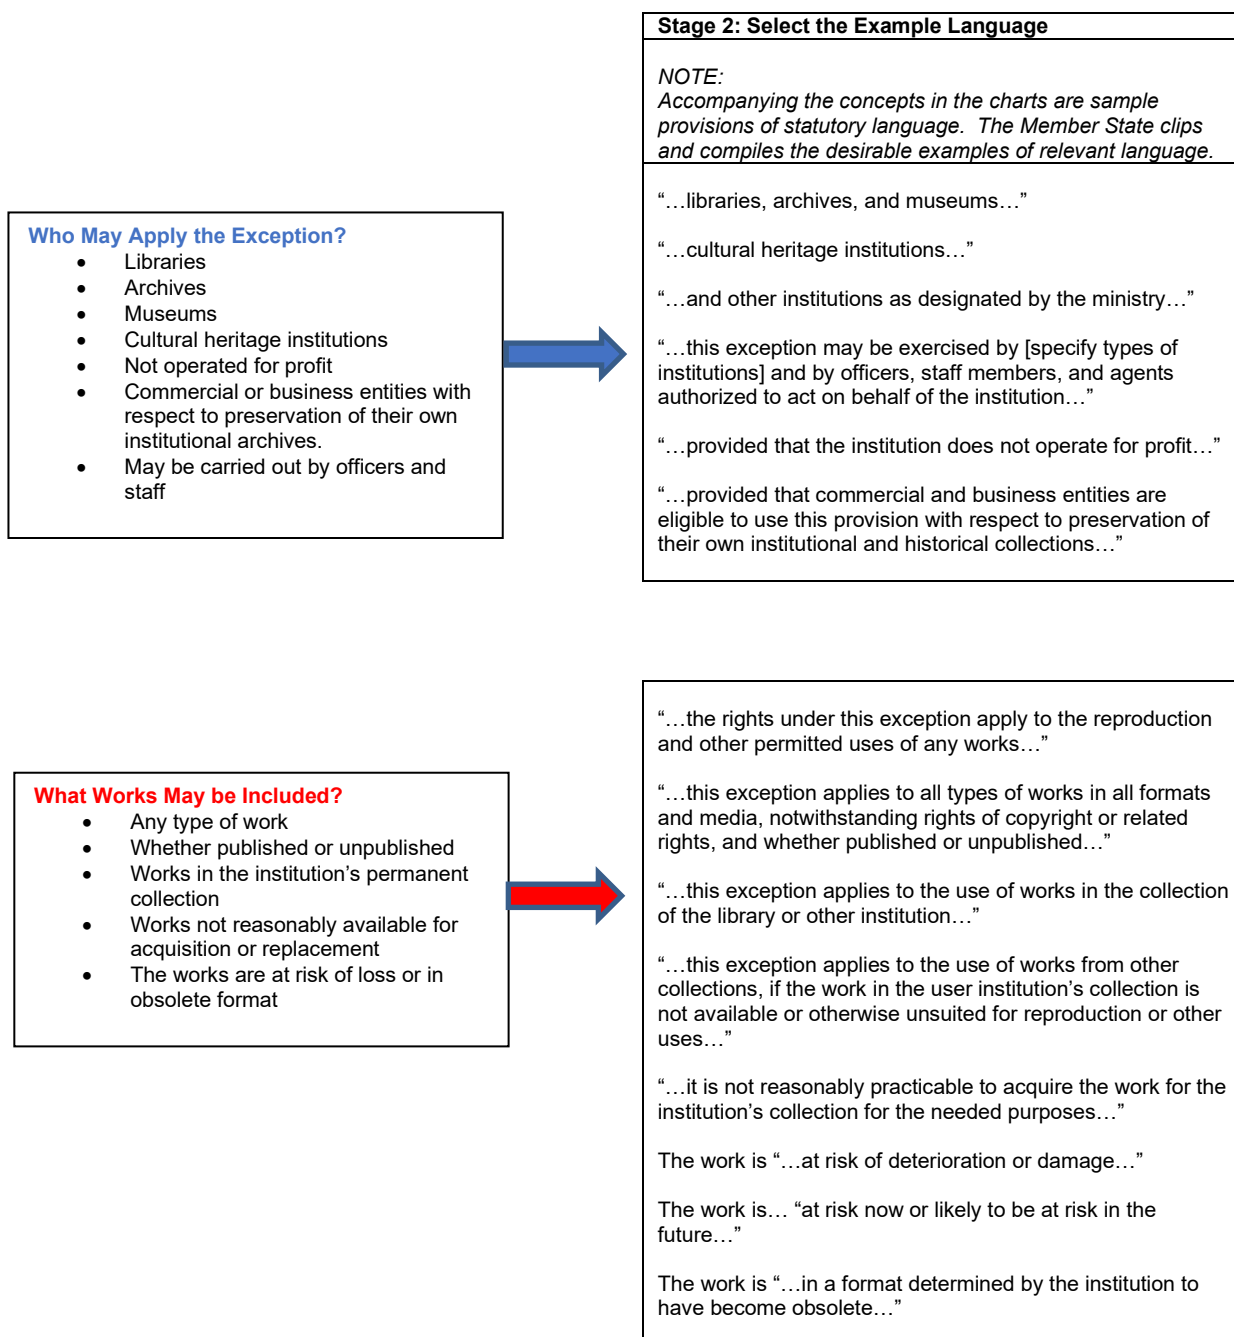 Stage 2: Select the Example Language
NOTE:
Accompanying the concepts in the charts are sample
provisions of statutory language.  The Member State clips
and compiles the desirable examples of relevant language.
Who May Apply the Exception?
• Libraries
• Archives
• Museums
• Cultural heritage institutions
• Not operated for profit
• Commercial or business entities with
respect to preservation of their own
institutional archives.
• May be carried out by officers and
staff
“…libraries, archives, and museums…”
“…cultural heritage institutions…”
“…and other institutions as designated by the ministry…”
“…this exception may be exercised by [specify types of
institutions] and by officers, staff members, and agents
authorized to act on behalf of the institution…”
“…provided that the institution does not operate for profit…”
“…provided that commercial and business entities are
eligible to use this provision with respect to preservation of
their own institutional and historical collections…”
What Works May be Included?
• Any type of work
• Whether published or unpublished
• Works in the institution’s permanent
collection
• Works not reasonably available for
acquisition or replacement
• The works are at risk of loss or in
obsolete format
“…the rights under this exception apply to the reproduction
and other permitted uses of any works…”
“…this exception applies to all types of works in all formats
and media, notwithstanding rights of copyright or related
rights, and whether published or unpublished…”
“…this exception applies to the use of works in the collection
of the library or other institution…”
“…this exception applies to the use of works from other
collections, if the work in the user institution’s collection is
not available or otherwise unsuited for reproduction or other
uses…”
“…it is not reasonably practicable to acquire the work for the
institution’s collection for the needed purposes…”
The work is “…at risk of deterioration or damage…”
The work is… “at risk now or likely to be at risk in the
future…”
The work is “…in a format determined by the institution to
have become obsolete…”